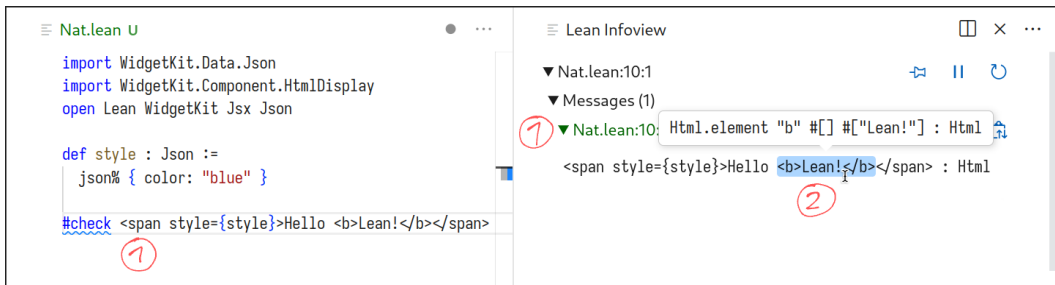 Nat.lean U
import WidgetKit.Data.Json
import WidgetKit.Component.HtmlDisplay
open Lean WidgetKit Jsx Json
def style : Json :=
json% { color: "blue" }
#check <span style={style}>Hello <b>Lean!</b></span>
1
Lean Infoview
Nat.lean:10:1
Messages (1)
1
Nat.lean:10:
Html.element "b" #[] #["Lean!"] : Html
<span style={style}>Hello <b>Lean!</b></span> : Html
2